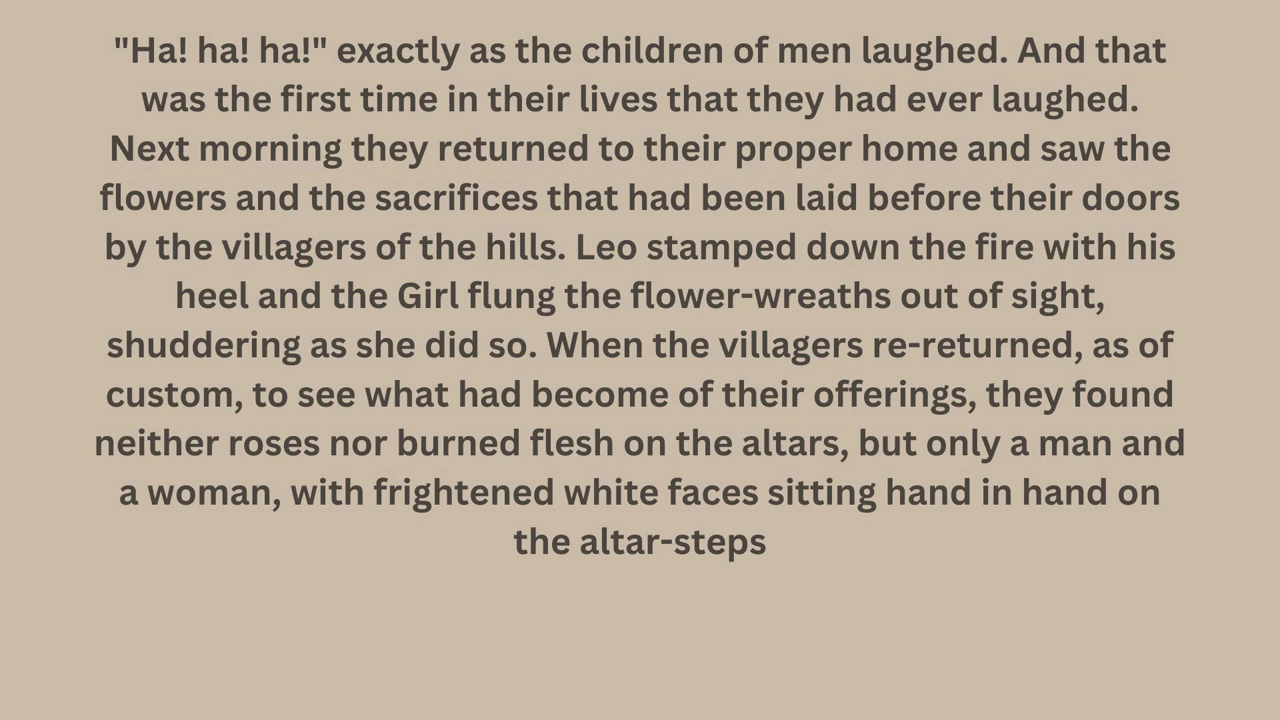 "Ha! ha! ha!" exactly as the children of men laughed. And that
was the first time in their lives that they had ever laughed.
Next morning they returned to their proper home and saw the
flowers and the sacrifices that had been laid before their doors
by the villagers of the hills. Leo stamped down the fire with his
heel and the Girl flung the flower-wreaths out of sight,
shuddering as she did so. When the villagers re-returned, as of
custom, to see what had become of their offerings, they found
neither roses nor burned flesh on the altars, but only a man and
a woman, with frightened white faces sitting hand in hand on
the altar-steps